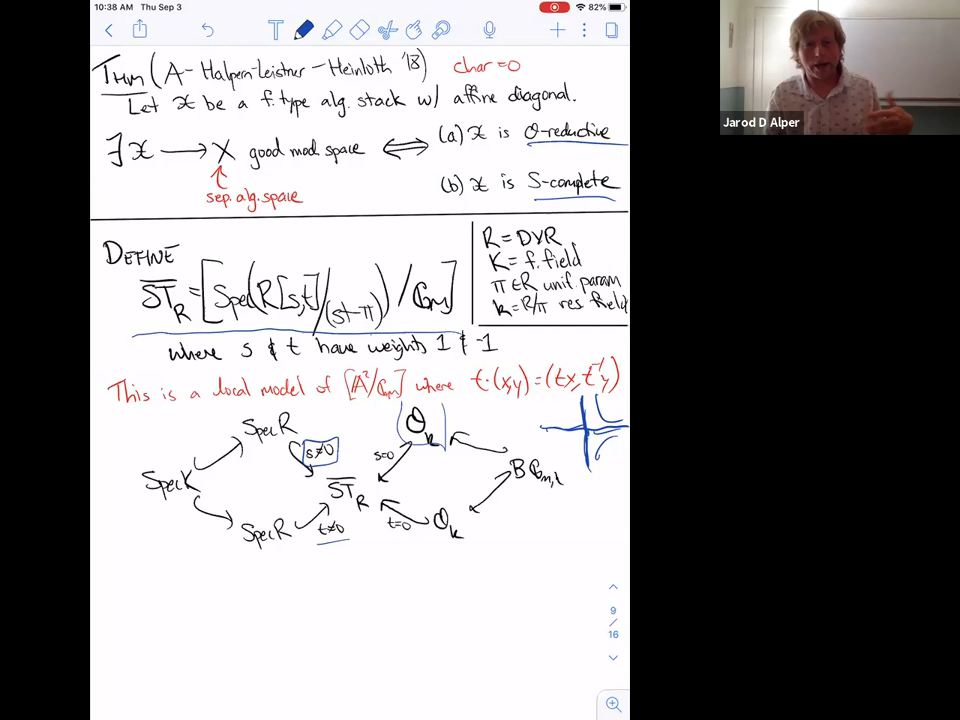 10:38 AM Thu Sep 3
82%
THM (A-Halpern-Leistner-Heinloth '18) char=0
Let 𝒳 be a f.type alg. stack w/ affine diagonal.
∃ 𝒳 → X good mod. space ⟺ (a) 𝒳 is Θ-reductive
sep. alg. space
(b) 𝒳 is S-complete
DEFINE
S̅T̅_R = [Spec(R[s,t]/(st-π))/G_m]
where s & t have weights 1 & -1
R = DVR,
K = f. field
π ∈ R unif. param
k = R/π res. field
This is a local model of [A²/G_m] where t·(x,y) = (tx, t⁻¹y)
Spec R
s≠0
Θ_k
s=0
Spec K
S̅T̅_R
BG_m,k
Spec R
t≠0
t=0
Θ_k
9
/
16
Jarod D Alper